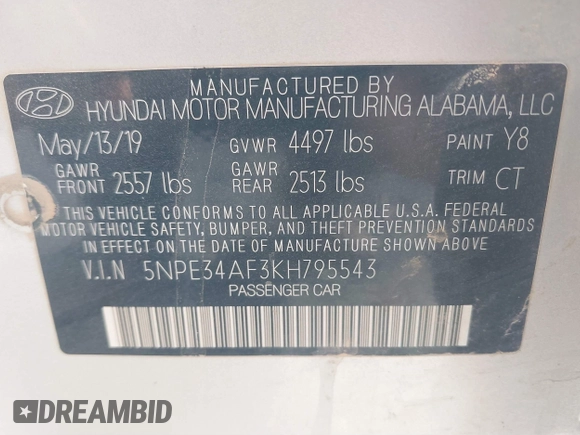 MANUFACTURED BY
HYUNDAI MOTOR MANUFACTURING ALABAMA, LLC
May/13/19 GVWR 4497 lbs PAINT Y8
GAWR FRONT 2557 lbs GAWR REAR 2513 lbs TRIM CT
THIS VEHICLE CONFORMS TO ALL APPLICABLE U.S.A. FEDERAL
MOTOR VEHICLE SAFETY, BUMPER, AND THEFT PREVENTION STANDARDS
IN EFFECT ON THE DATE OF MANUFACTURE SHOWN ABOVE
V.I.N 5NPE34AF3KH795543
PASSENGER CAR
DREAMBID